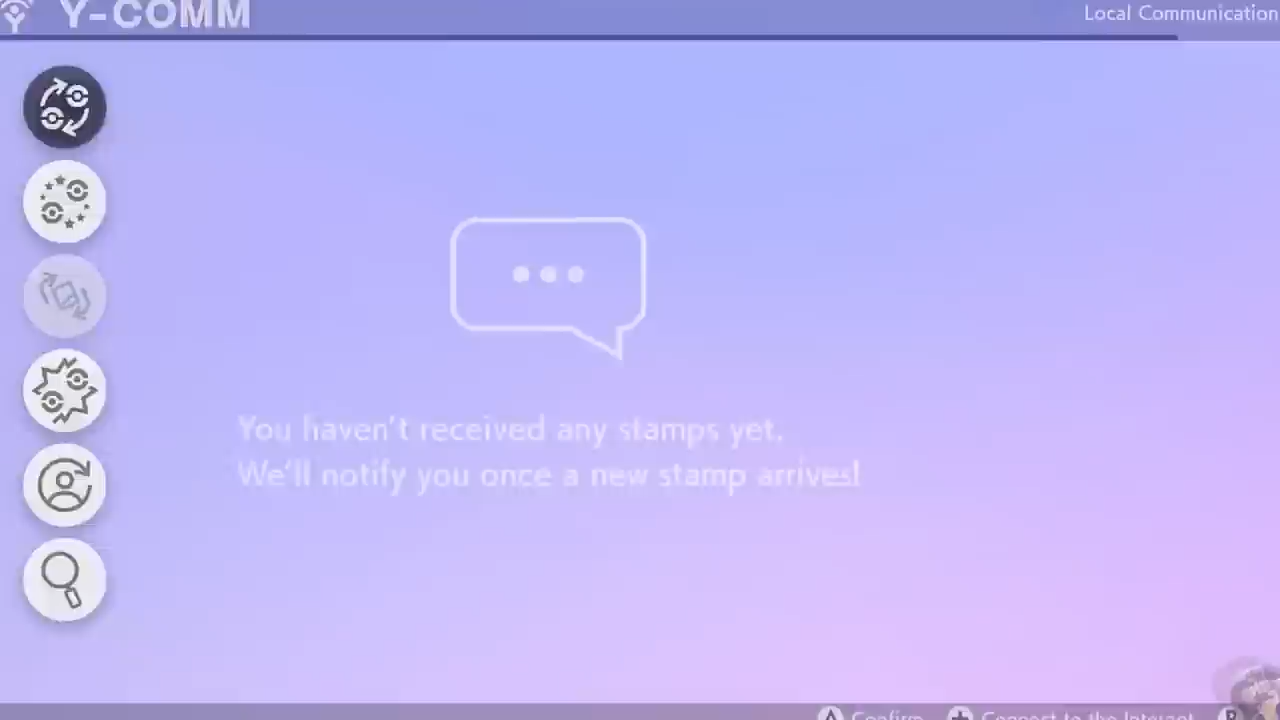 Y-COMM
Local Communication
You haven't received any stamps yet.
We'll notify you once a new stamp arrives!
A Confirm + Connect to the Internet B